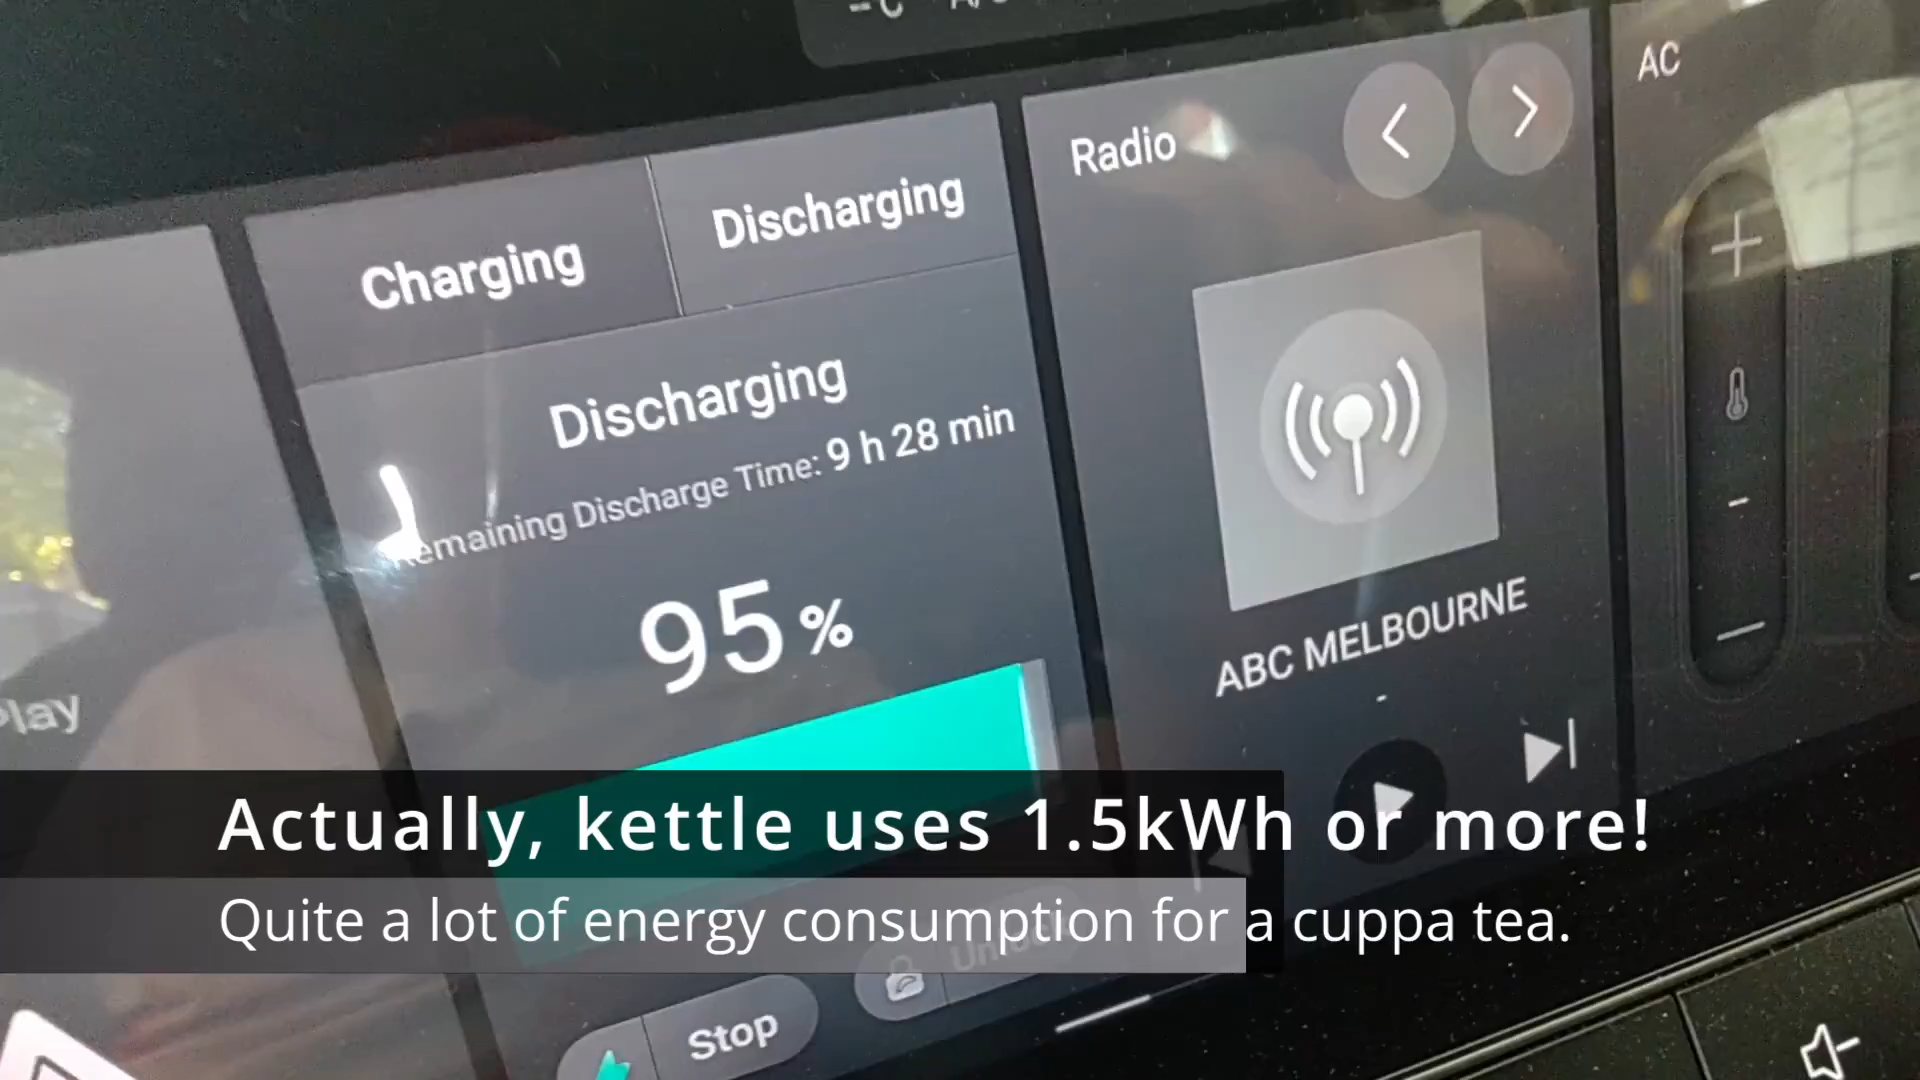 Charging
Discharging
Discharging
Remaining Discharge Time: 9 h 28 min
95%
Stop
Radio
ABC MELBOURNE
-
AC
Play
Actually, kettle uses 1.5kWh or more!
Quite a lot of energy consumption for a cuppa tea.